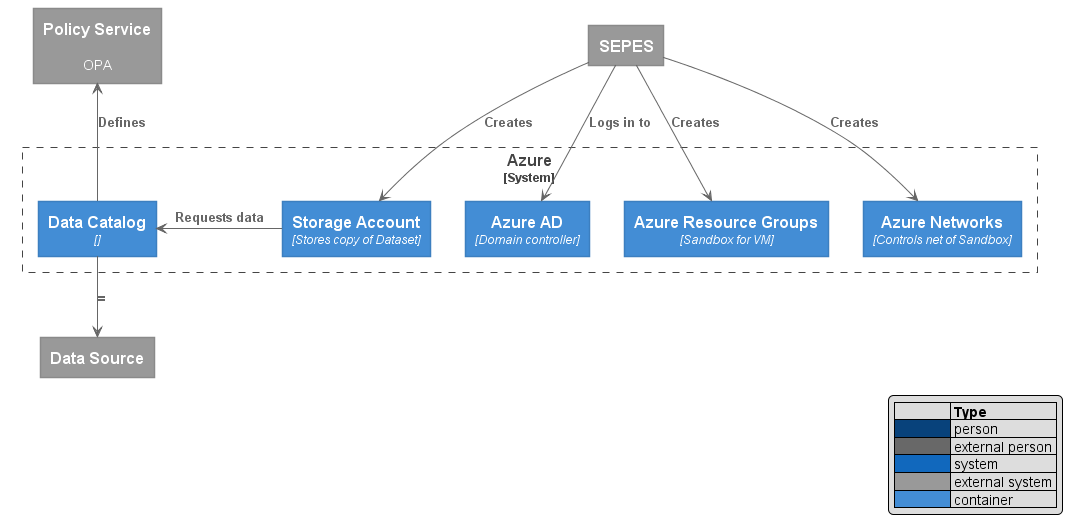 Policy Service
OPA
SEPES
Defines
Creates
Logs in to
Creates
Creates
Azure
[System]
Data Catalog
[]
Requests data
Storage Account
[Stores copy of Dataset]
Azure AD
[Domain controller]
Azure Resource Groups
[Sandbox for VM]
Azure Networks
[Controls net of Sandbox]
=
Data Source
Type
person
external person
system
external system
container